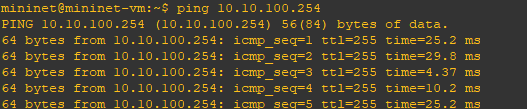 mininet@mininet-vm:~$ ping 10.10.100.254
PING 10.10.100.254 (10.10.100.254) 56(84) bytes of data.
64 bytes from 10.10.100.254: icmp_seq=1 ttl=255 time=25.2 ms
64 bytes from 10.10.100.254: icmp_seq=2 ttl=255 time=29.8 ms
64 bytes from 10.10.100.254: icmp_seq=3 ttl=255 time=4.37 ms
64 bytes from 10.10.100.254: icmp_seq=4 ttl=255 time=10.2 ms
64 bytes from 10.10.100.254: icmp_seq=5 ttl=255 time=25.2 ms